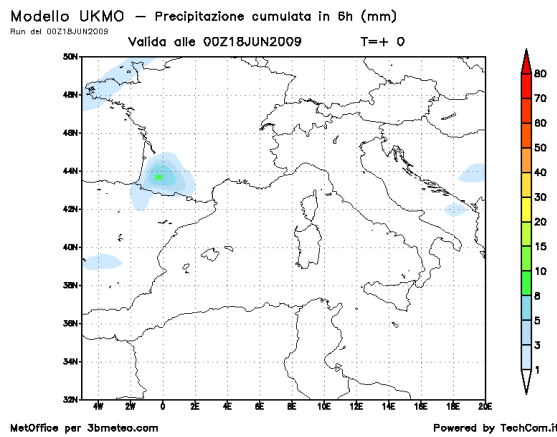 Modello UKMO – Precipitazione cumulata in 6h (mm)
Run del 00Z18JUN2009
Valida alle 00Z18JUN2009 T=+ 0
50N
48N
46N
44N
42N
40N
38N
36N
34N
32N
4W 2W 0 2E 4E 6E 8E 10E 12E 14E 16E 18E 20E
80
70
60
50
40
30
20
15
10
8
5
3
1
MetOffice per 3bmeteo.com Powered by TechCom.it